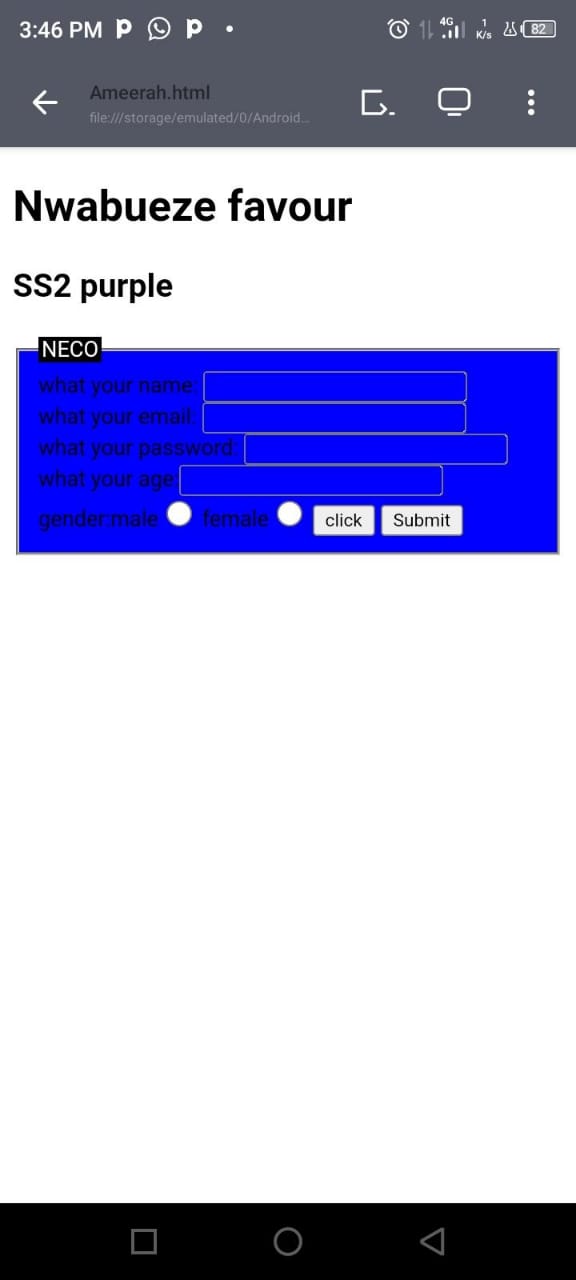 3:46 PM
4G
1 K/s
82
Ameerah.html
file:///storage/emulated/0/Android...
Nwabueze favour
SS2 purple
NECO
what your name:
what your email:
what your password:
what your age:
gender:male female click Submit